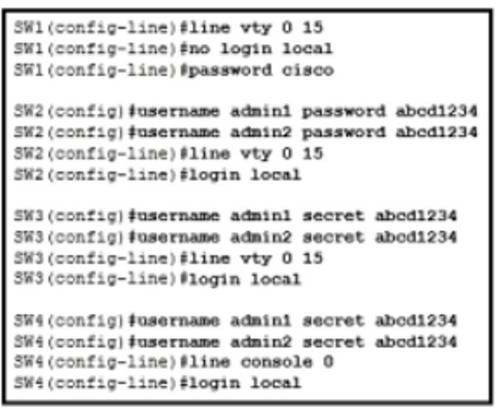 SW1(config-line)#line vty 0 15
SW1(config-line)#no login local
SW1(config-line)#password cisco
SW2(config)#username admin1 password abcd1234
SW2(config)#username admin2 password abcd1234
SW2(config-line)#line vty 0 15
SW2(config-line)#login local
SW3(config)#username admin1 secret abcd1234
SW3(config)#username admin2 secret abcd1234
SW3(config-line)#line vty 0 15
SW3(config-line)#login local
SW4(config)#username admin1 secret abcd1234
SW4(config)#username admin2 secret abcd1234
SW4(config-line)#line console 0
SW4(config-line)#login local